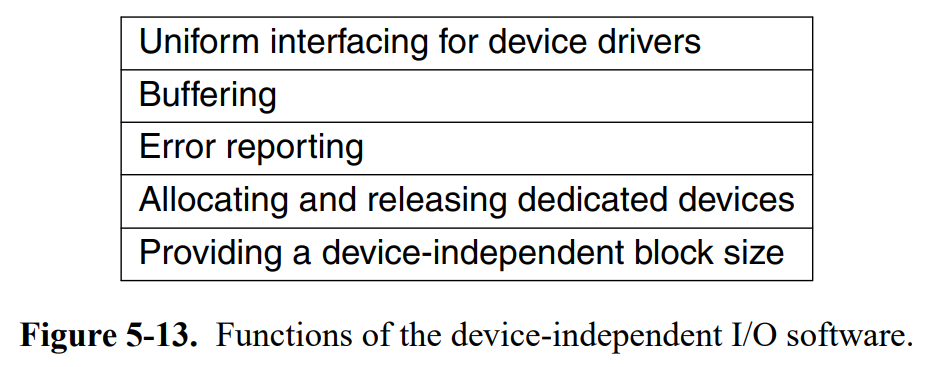 Uniform interfacing for device drivers
Buffering
Error reporting
Allocating and releasing dedicated devices
Providing a device-independent block size
Figure 5-13. Functions of the device-independent I/O software.